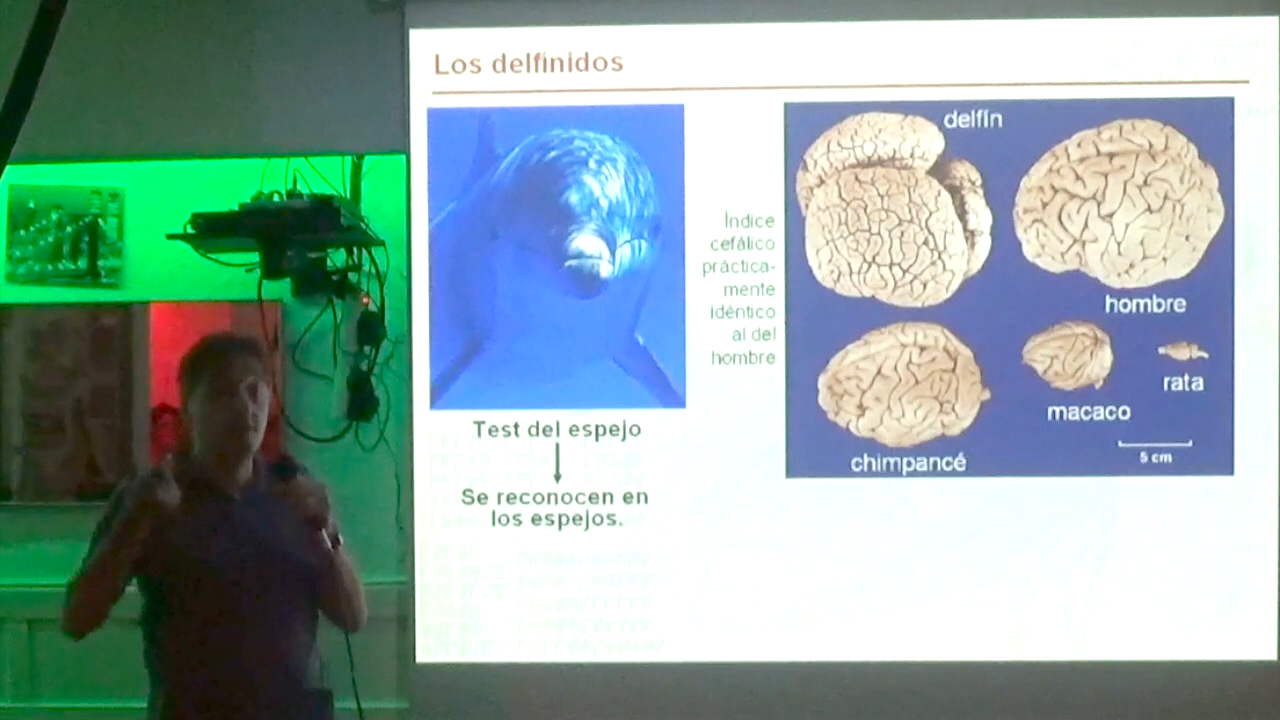 Los delfínidos
Test del espejo
Se reconocen en
los espejos.
Índice
cefálico
práctica-
mente
idéntico
al del
hombre
delfín
hombre
chimpancé
macaco
rata
5 cm